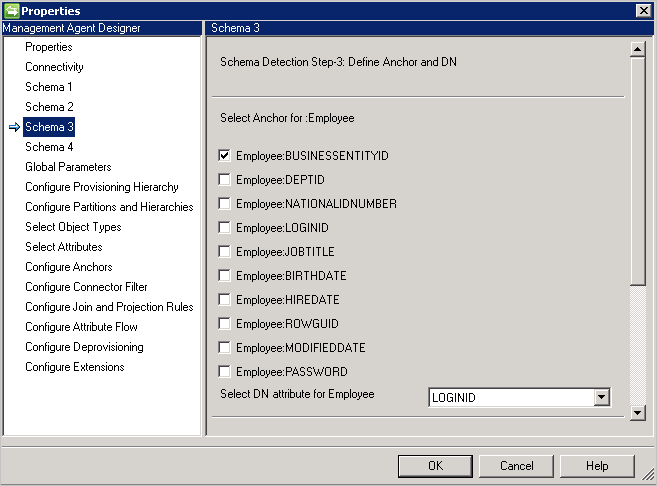 Properties
Management Agent Designer
Schema 3
Properties
Connectivity
Schema 1
Schema 2
Schema 3
Schema 4
Global Parameters
Configure Provisioning Hierarchy
Configure Partitions and Hierarchies
Select Object Types
Select Attributes
Configure Anchors
Configure Connector Filter
Configure Join and Projection Rules
Configure Attribute Flow
Configure Deprovisioning
Configure Extensions
Schema Detection Step-3: Define Anchor and DN
Select Anchor for :Employee
Employee:BUSINESSENTITYID
Employee:DEPTID
Employee:NATIONALIDNUMBER
Employee:LOGINID
Employee:JOBTITLE
Employee:BIRTHDATE
Employee:HIREDATE
Employee:ROWGUID
Employee:MODIFIEDDATE
Employee:PASSWORD
Select DN attribute for Employee LOGINID
OK Cancel Help